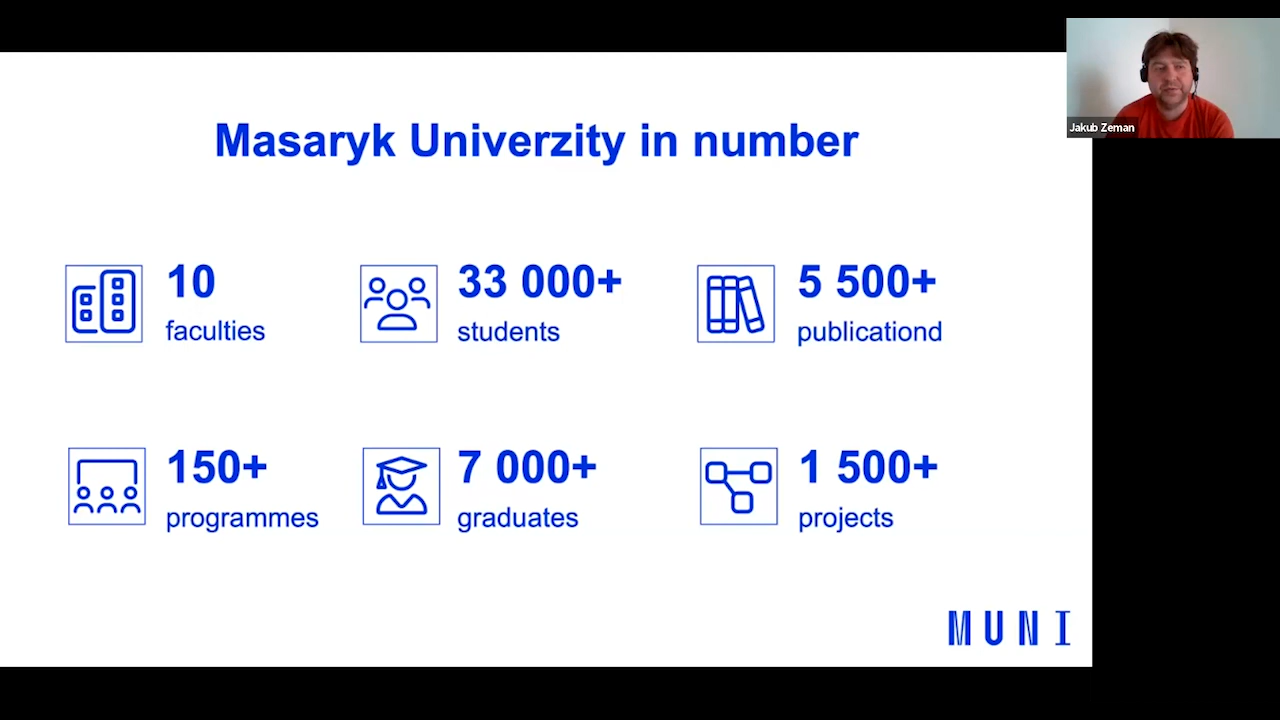 Masaryk Univerzity in number
Jakub Zeman
10
faculties
33 000+
students
5 500+
publicationd
150+
programmes
7 000+
graduates
1 500+
projects
MUNI